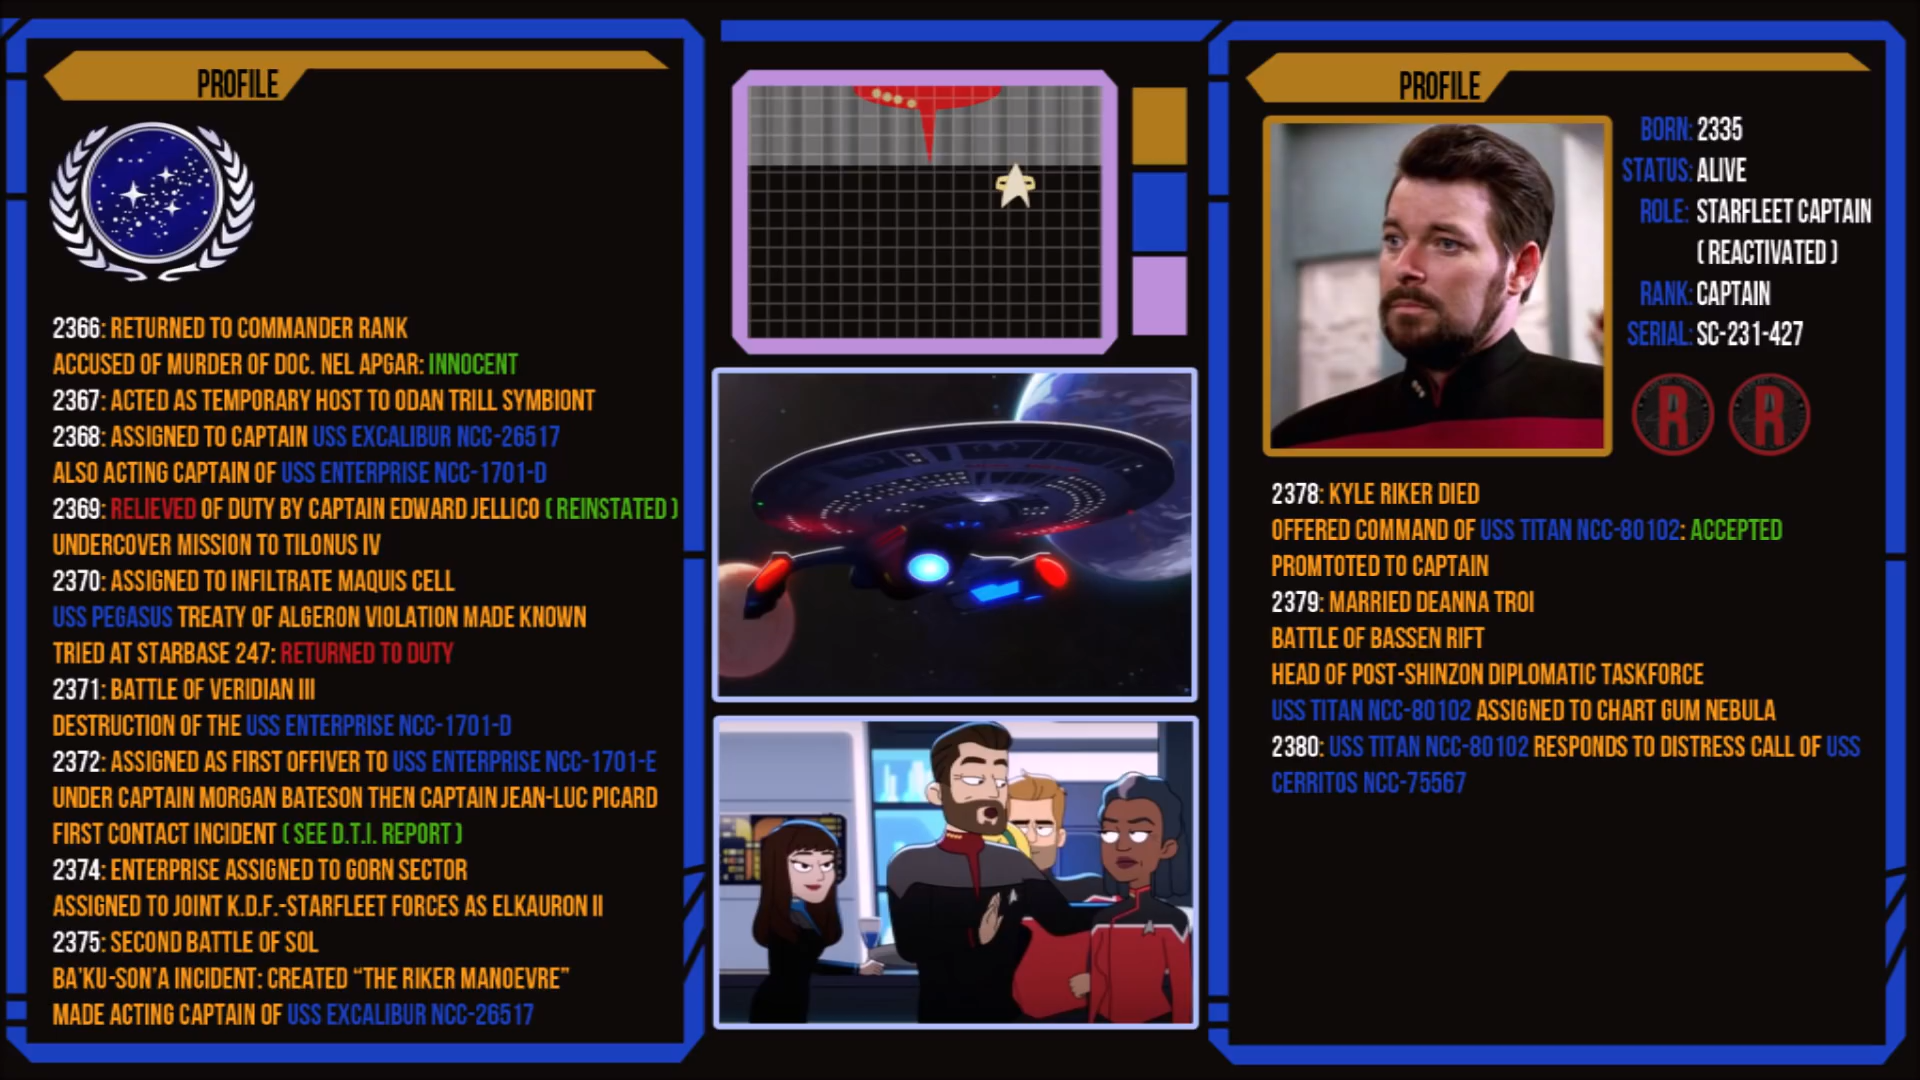 PROFILE
2366: RETURNED TO COMMANDER RANK
ACCUSED OF MURDER OF DOC. NEL APGAR: INNOCENT
2367: ACTED AS TEMPORARY HOST TO ODAN TRILL SYMBIONT
2368: ASSIGNED TO CAPTAIN USS EXCALIBUR NCC-26517
ALSO ACTING CAPTAIN OF USS ENTERPRISE NCC-1701-D
2369: RELIEVED OF DUTY BY CAPTAIN EDWARD JELLICO ( REINSTATED )
UNDERCOVER MISSION TO TILONUS IV
2370: ASSIGNED TO INFILTRATE MAQUIS CELL
USS PEGASUS TREATY OF ALGERON VIOLATION MADE KNOWN
TRIED AT STARBASE 247: RETURNED TO DUTY
2371: BATTLE OF VERIDIAN III
DESTRUCTION OF THE USS ENTERPRISE NCC-1701-D
2372: ASSIGNED AS FIRST OFFIVER TO USS ENTERPRISE NCC-1701-E
UNDER CAPTAIN MORGAN BATESON THEN CAPTAIN JEAN-LUC PICARD
FIRST CONTACT INCIDENT ( SEE D.T.I. REPORT )
2374: ENTERPRISE ASSIGNED TO GORN SECTOR
ASSIGNED TO JOINT K.D.F.-STARFLEET FORCES AS ELKAURON II
2375: SECOND BATTLE OF SOL
BA'KU-SON'A INCIDENT: CREATED “THE RIKER MANOEVRE”
MADE ACTING CAPTAIN OF USS EXCALIBUR NCC-26517
PROFILE
BORN: 2335
STATUS: ALIVE
ROLE: STARFLEET CAPTAIN
( REACTIVATED )
RANK: CAPTAIN
SERIAL: SC-231-427
R R
2378: KYLE RIKER DIED
OFFERED COMMAND OF USS TITAN NCC-80102: ACCEPTED
PROMTOTED TO CAPTAIN
2379: MARRIED DEANNA TROI
BATTLE OF BASSEN RIFT
HEAD OF POST-SHINZON DIPLOMATIC TASKFORCE
USS TITAN NCC-80102 ASSIGNED TO CHART GUM NEBULA
2380: USS TITAN NCC-80102 RESPONDS TO DISTRESS CALL OF USS
CERRITOS NCC-75567